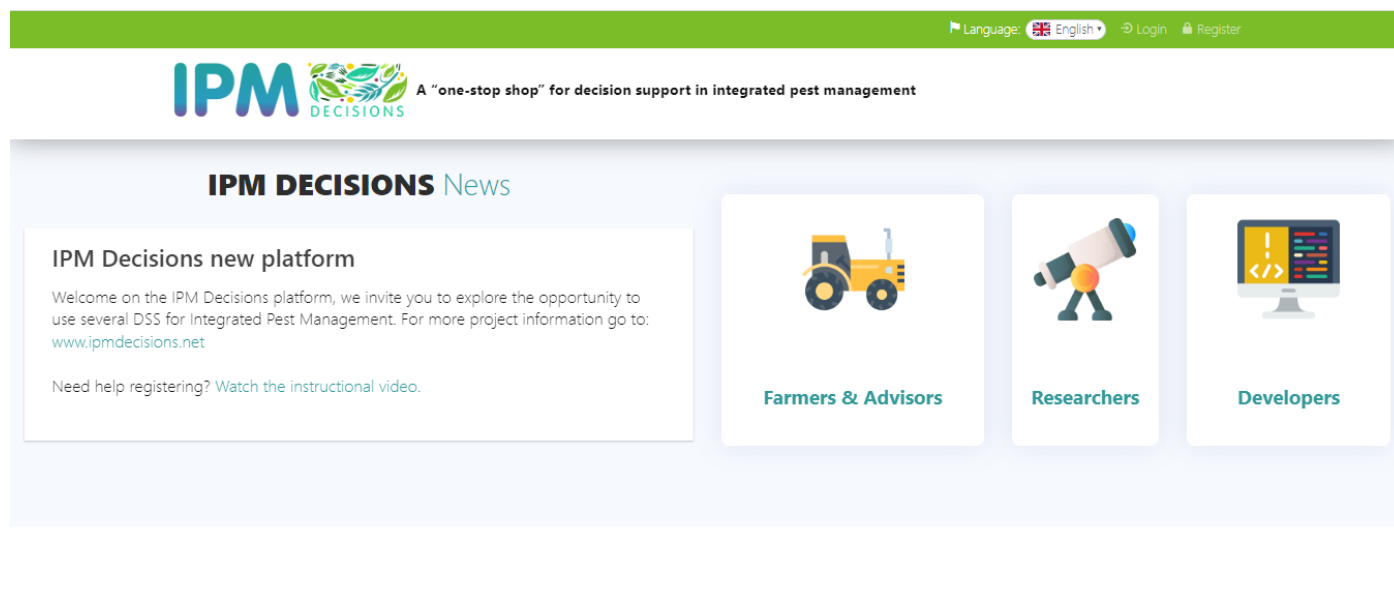 Language: English Login Register
IPM DECISIONS
A "one-stop shop" for decision support in integrated pest management
IPM DECISIONS News
IPM Decisions new platform
Welcome on the IPM Decisions platform, we invite you to explore the opportunity to
use several DSS for Integrated Pest Management. For more project information go to:
www.ipmdecisions.net
Need help registering? Watch the instructional video.
Farmers & Advisors
Researchers
Developers